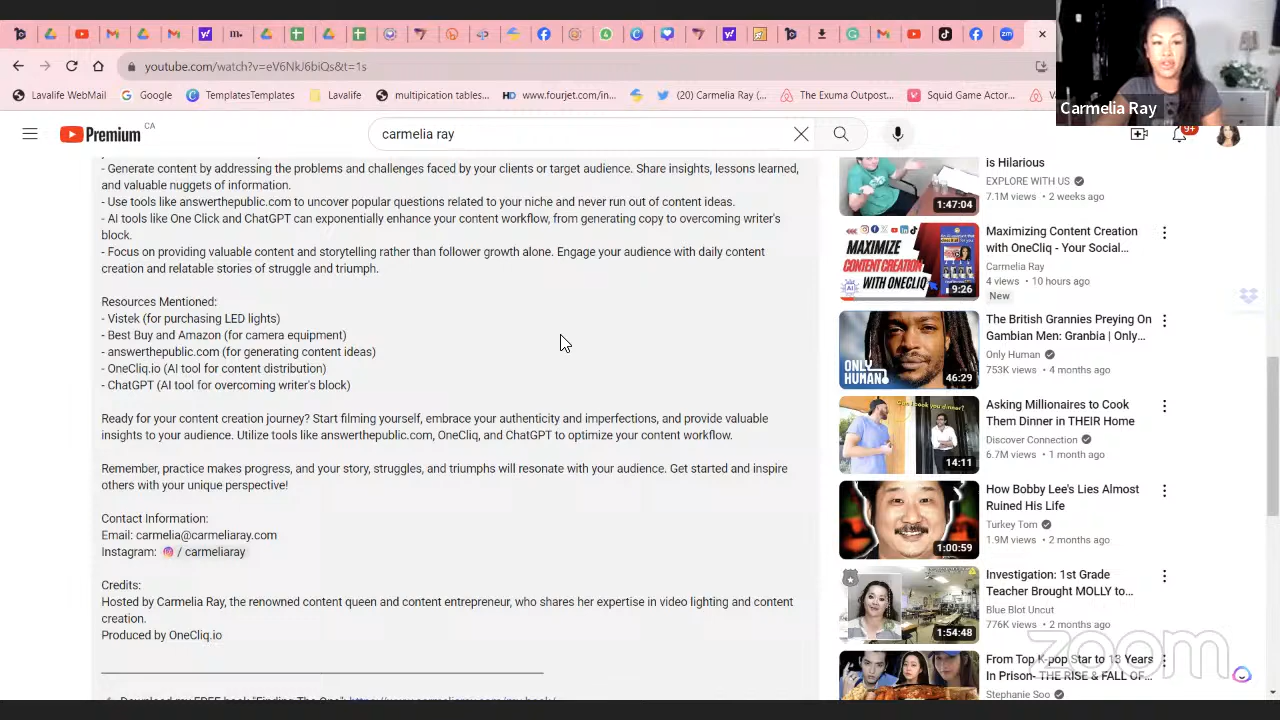 youtube.com/watch?v=eV6NkJ6biQs&t=1s
Lavalife WebMail
Google
TemplatesTemplates
Lavalife
multipication tables...
HD www.fourjet.com/in...
(20) Carmelia Ray (...
The Exuma Outpost...
Squid Game Actor...
Carmelia Ray
Premium CA
carmelia ray
9+
- Generate content by addressing the problems and challenges faced by your clients or target audience. Share insights, lessons learned,
and valuable nuggets of information.
- Use tools like answerthepublic.com to uncover popular questions related to your niche and never run out of content ideas.
- AI tools like One Click and ChatGPT can exponentially enhance your content workflow, from generating copy to overcoming writer's
block.
- Focus on providing valuable content and storytelling rather than follower growth alone. Engage your audience with daily content
creation and relatable stories of struggle and triumph.
Resources Mentioned:
- Vistek (for purchasing LED lights)
- Best Buy and Amazon (for camera equipment)
- answerthepublic.com (for generating content ideas)
- OneCliq.io (AI tool for content distribution)
- ChatGPT (AI tool for overcoming writer's block)
Ready for your content creation journey? Start filming yourself, embrace your authenticity and imperfections, and provide valuable
insights to your audience. Utilize tools like answerthepublic.com, OneCliq, and ChatGPT to optimize your content workflow.
Remember, practice makes progress, and your story, struggles, and triumphs will resonate with your audience. Get started and inspire
others with your unique perspective!
Contact Information:
Email: carmelia@carmeliaray.com
Instagram: / carmeliaray
Credits:
Hosted by Carmelia Ray, the renowned content queen and content entrepreneur, who shares her expertise in video lighting and content
creation.
Produced by OneCliq.io
is Hilarious
EXPLORE WITH US
7.1M views • 2 weeks ago
1:47:04
MAXIMIZE
CONTENT CREATION
WITH ONECLIQ
9:26
Maximizing Content Creation
with OneCliq - Your Social...
Carmelia Ray
4 views • 10 hours ago
New
ONLY
HUMAN
46:29
The British Grannies Preying On
Gambian Men: Granbia | Only...
Only Human
753K views • 4 months ago
14:11
Asking Millionaires to Cook
Them Dinner in THEIR Home
Discover Connection
6.7M views • 1 month ago
1:00:59
How Bobby Lee's Lies Almost
Ruined His Life
Turkey Tom
1.9M views • 2 months ago
1:54:48
Investigation: 1st Grade
Teacher Brought MOLLY to...
Blue Blot Uncut
776K views • 2 months ago
From Top K-pop Star to 13 Years
In Prison- THE RISE & FALL OF...
Stephanie Soo
zoom